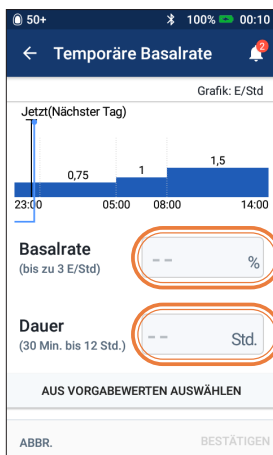 50+ 100% 00:10
Temporäre Basalrate 2
Grafik: E/Std
Jetzt(Nächster Tag)
0,75 1 1,5
23:00 05:00 08:00 14:00
Basalrate
(bis zu 3 E/Std)
-- %
Dauer
(30 Min. bis 12 Std.)
-- Std.
AUS VORGABEWERTEN AUSWÄHLEN
ABBR. BESTÄTIGEN